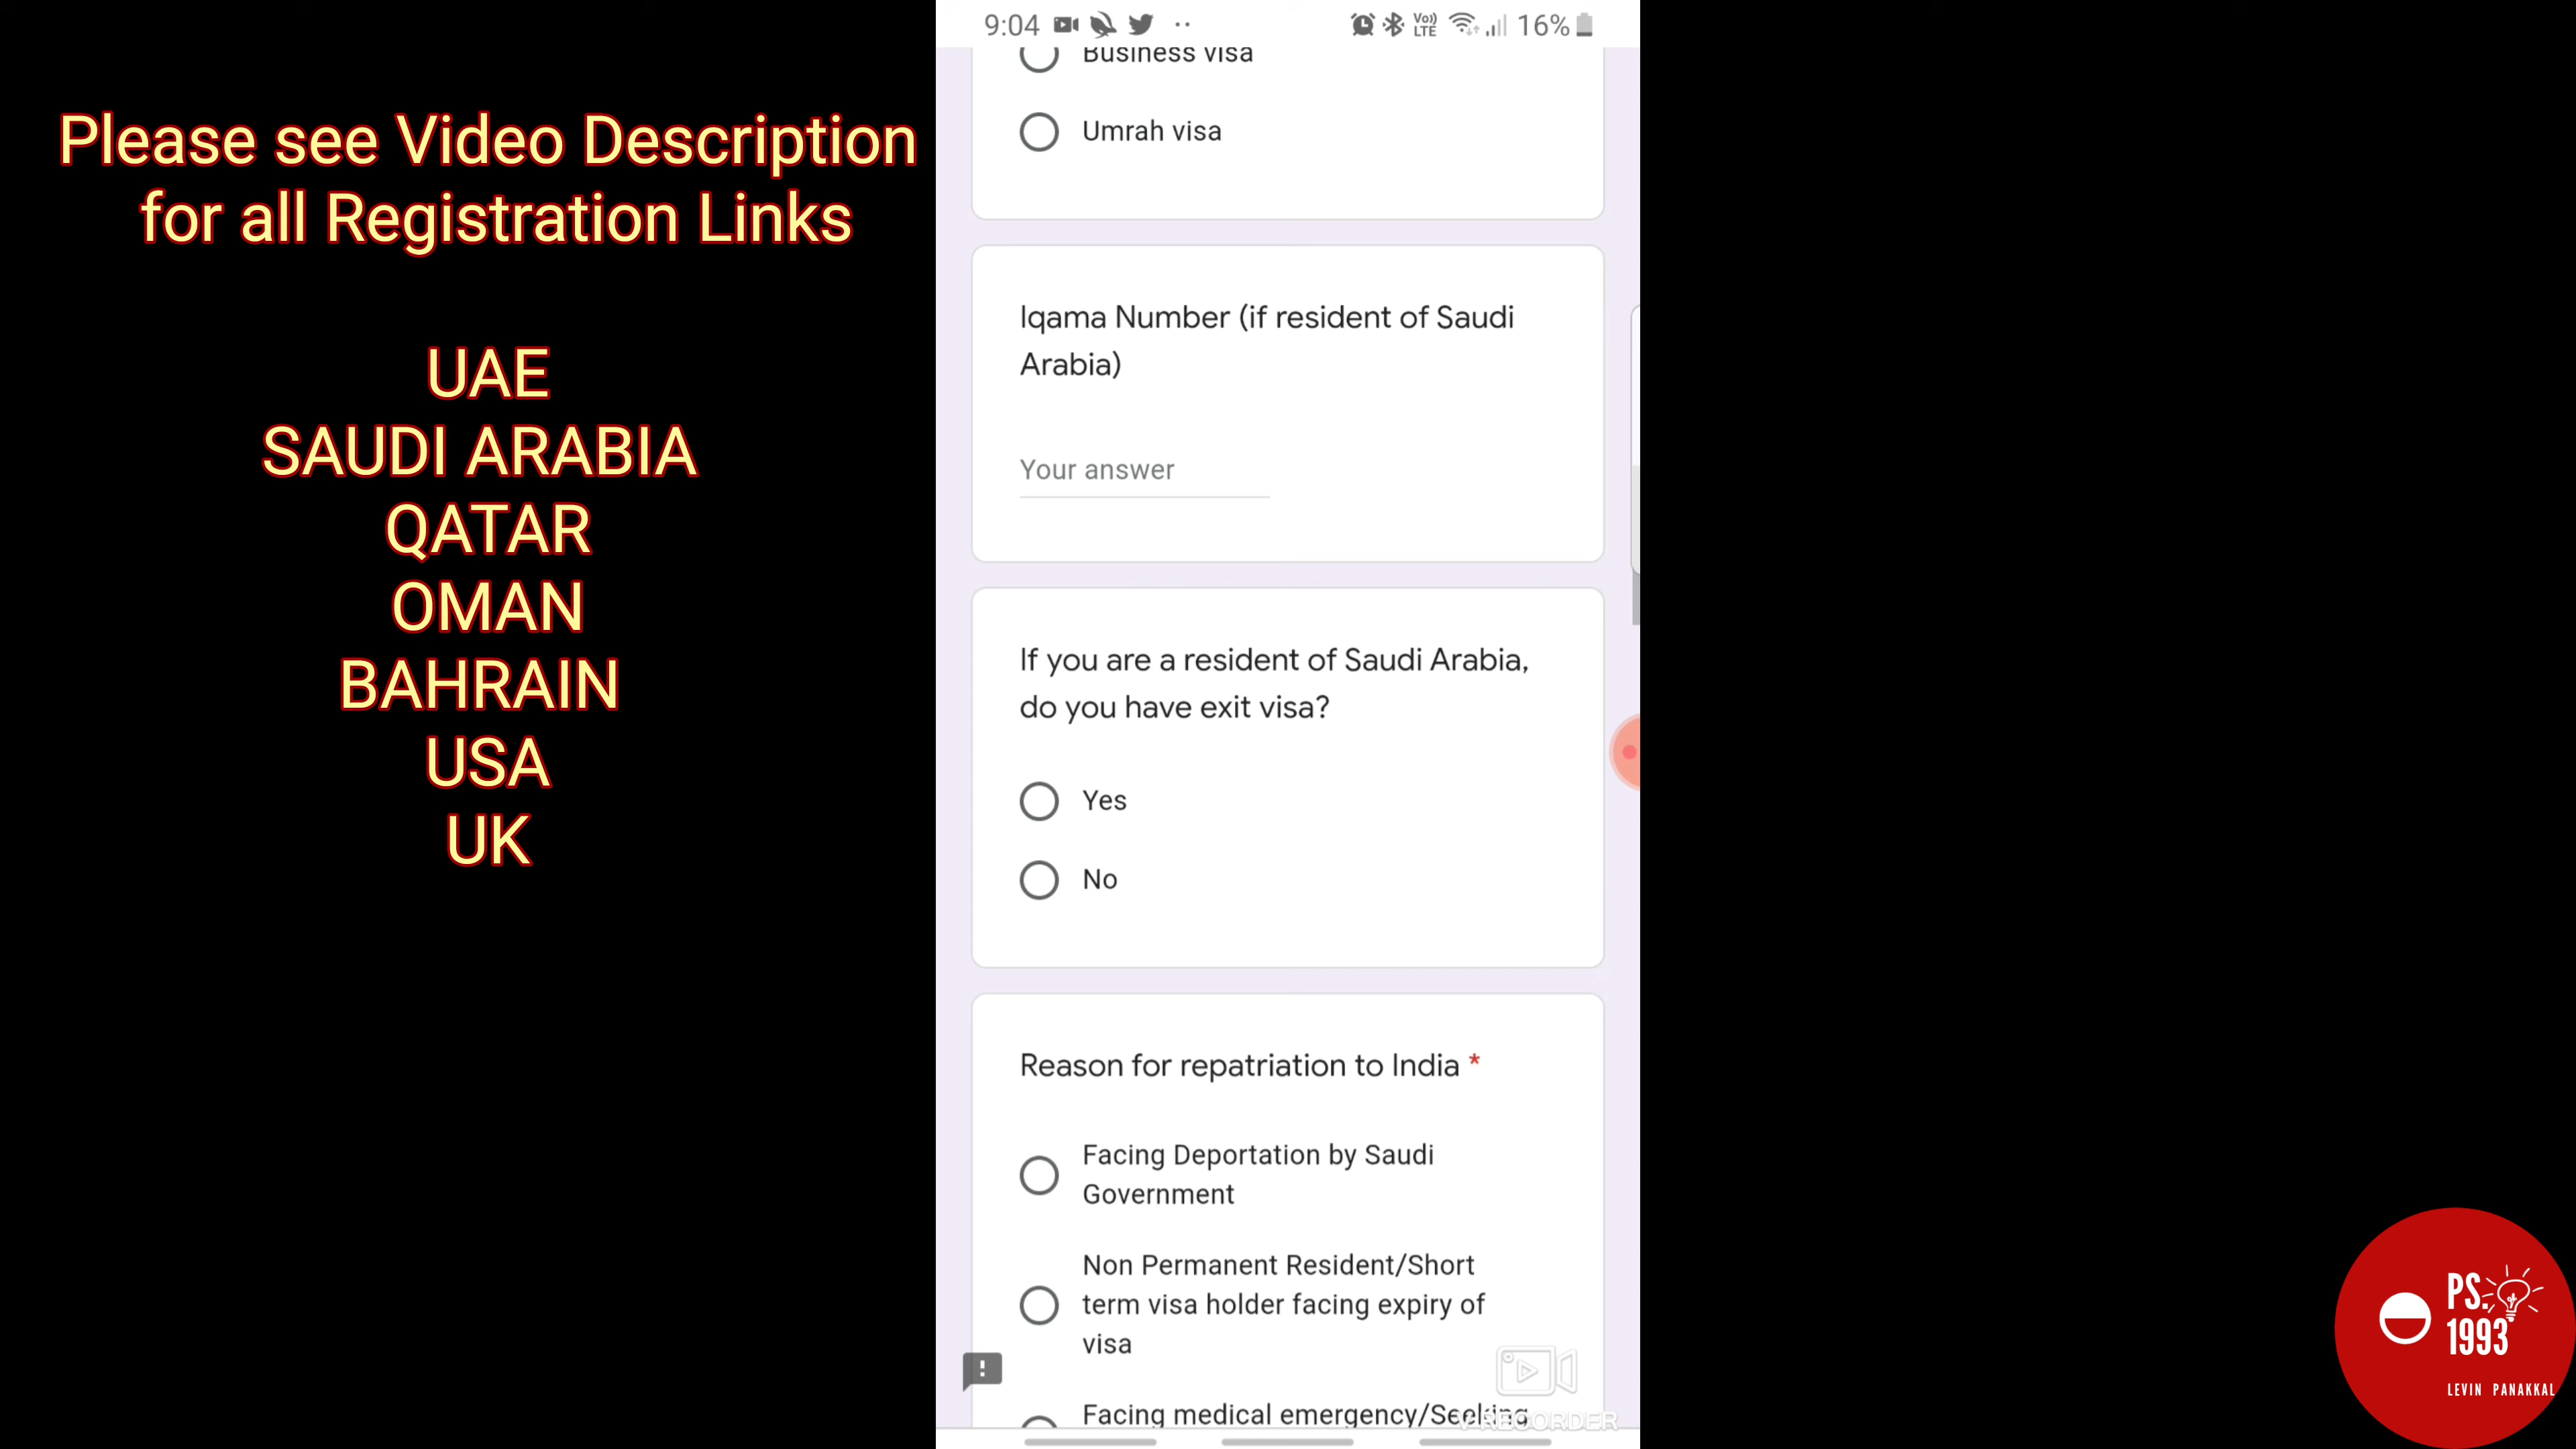 Please see Video Description
for all Registration Links
UAE
SAUDI ARABIA
QATAR
OMAN
BAHRAIN
USA
UK
9:04
Vo))
LTE
16%
Business visa
Umrah visa
Iqama Number (if resident of Saudi
Arabia)
Your answer
If you are a resident of Saudi Arabia,
do you have exit visa?
Yes
No
Reason for repatriation to India *
Facing Deportation by Saudi
Government
Non Permanent Resident/Short
term visa holder facing expiry of
visa
Facing medical emergency/Seeking
V RECORDER
PS.
1993
LEVIN PANAKKAL